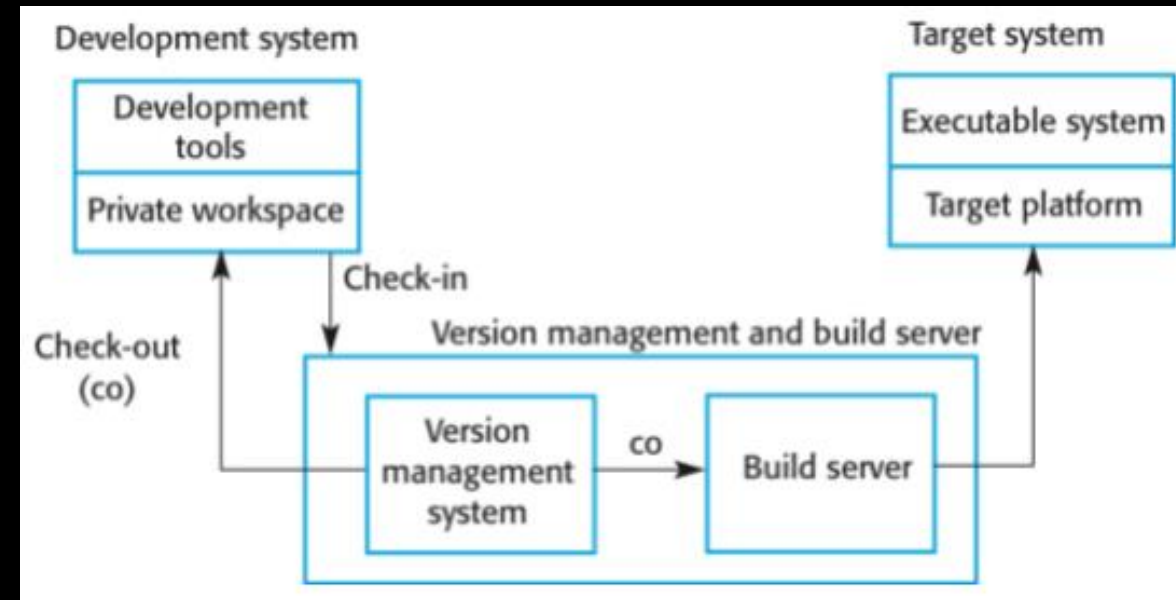 Development system
Target system
Development
tools
Private workspace
Executable system
Target platform
Check-in
Check-out
(co)
Version management and build server
Version
management
system
co
Build server